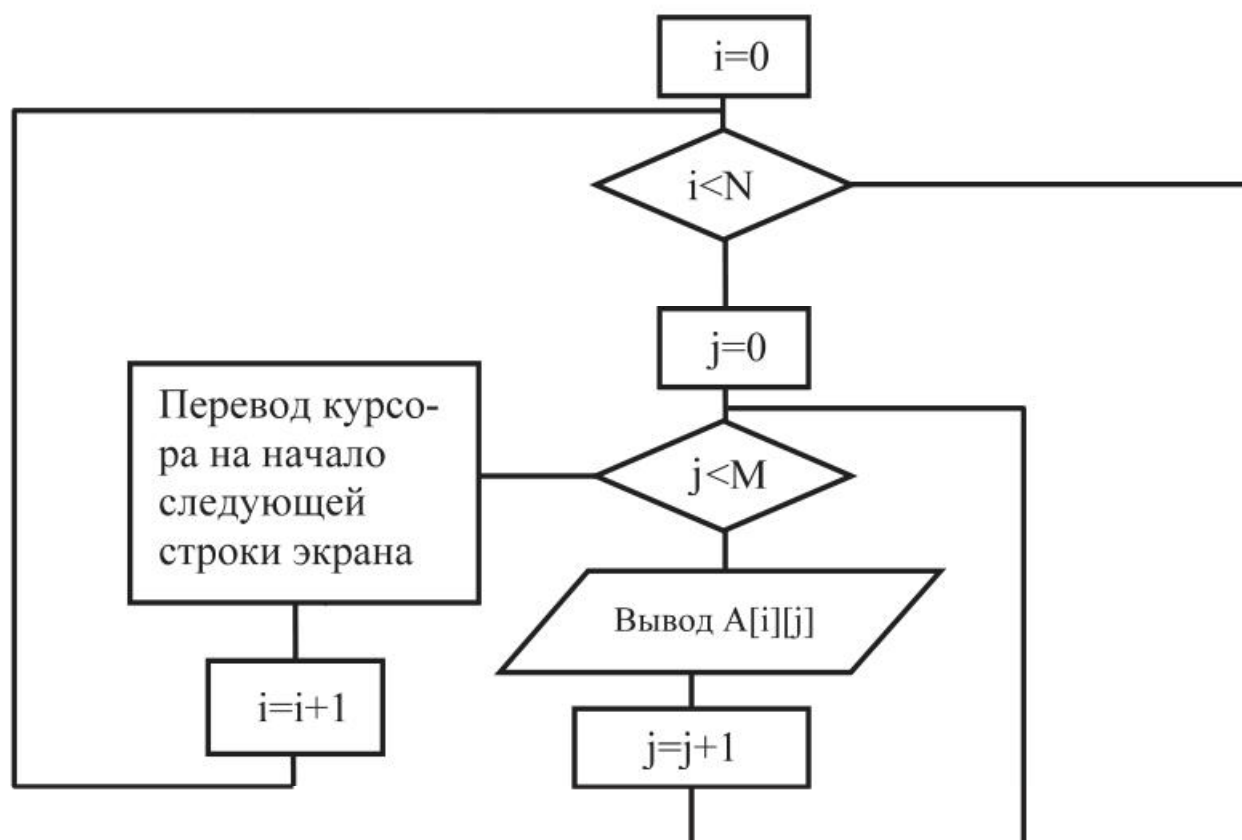 i=0
i<N
j=0
Перевод курсо-
ра на начало
следующей
строки экрана
j<M
Вывод A[i][j]
i=i+1
j=j+1